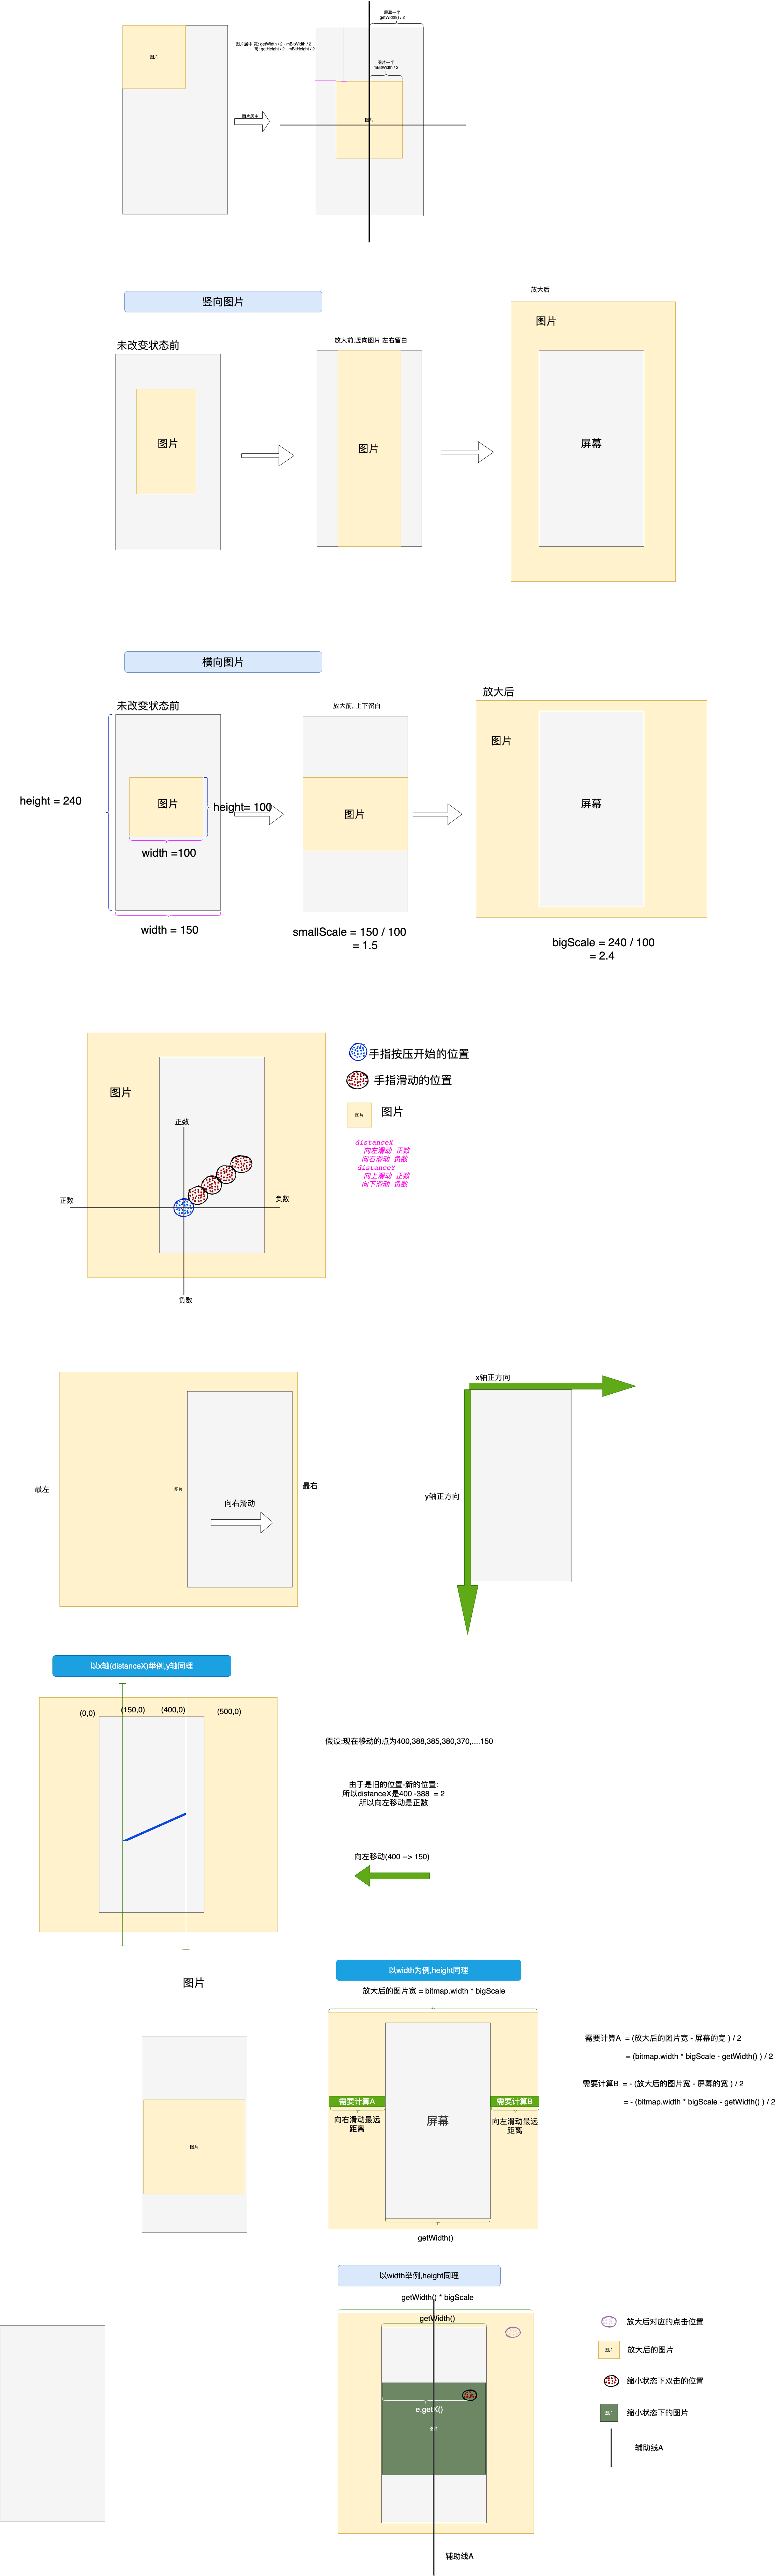 屏幕一半
getWidth() / 2
图片居中 宽: getWidth / 2 - mBitWidth / 2
高: getHeight / 2 - mBitHeight / 2
图片
图片一半
mBitWidth / 2
图片居中
图片
竖向图片
放大后
未改变状态前
放大前,竖向图片 左右留白
图片
图片
图片
屏幕
横向图片
未改变状态前
放大前, 上下留白
放大后
图片
height = 240
图片
height= 100
图片
屏幕
width =100
width = 150
smallScale = 150 / 100
= 1.5
bigScale = 240 / 100
= 2.4
手指按压开始的位置
手指滑动的位置
图片
图片
图片
distanceX
向左滑动 正数
向右滑动 负数
distanceY
向上滑动 正数
向下滑动 负数
正数
正数
负数
负数
x轴正方向
最左
图片
最右
向右滑动
y轴正方向
以x轴(distanceX)举例,y轴同理
(0,0)
(150,0)
(400,0)
(500,0)
假设:现在移动的点为400,388,385,380,370,....150
由于是旧的位置-新的位置:
所以distanceX是400 -388 = 2
所以向左移动是正数
向左移动(400 --> 150)
图片
以width为例,height同理
放大后的图片宽 = bitmap.width * bigScale
需要计算A = (放大后的图片宽 - 屏幕的宽 ) / 2
= (bitmap.width * bigScale - getWidth() ) / 2
需要计算B = - (放大后的图片宽 - 屏幕的宽 ) / 2
= - (bitmap.width * bigScale - getWidth() ) / 2
需要计算A
需要计算B
向右滑动最远
距离
屏幕
向左滑动最远
距离
图片
getWidth()
以width举例,height同理
getWidth() * bigScale
getWidth()
放大后对应的点击位置
图片
放大后的图片
缩小状态下双击的位置
e.getX()
图片
图片
缩小状态下的图片
辅助线A
辅助线A